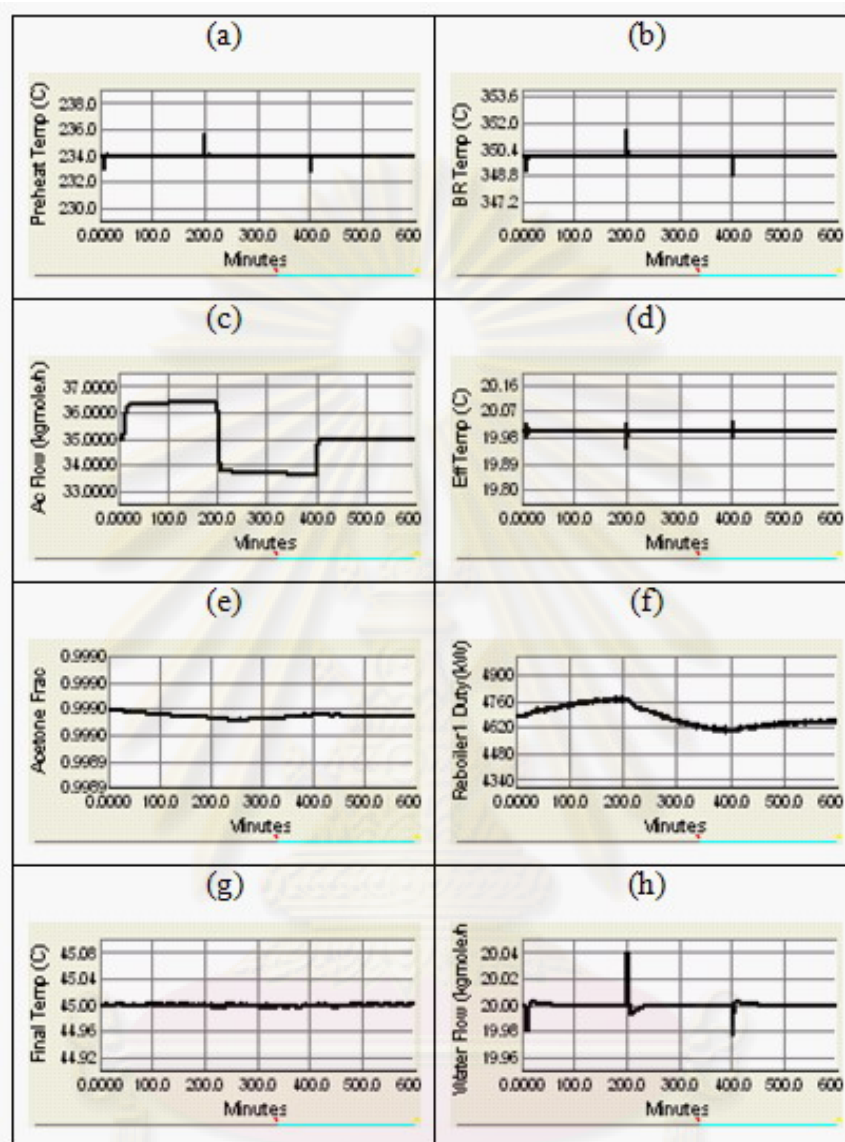 (a)
Preheat Temp (C)
238.0
236.0
234.0
232.0
230.0
0.0000 100.0 200.0 300.0 400.0 500.0 600
Minutes
(b)
BR Temp (C)
353.6
352.0
350.4
348.8
347.2
0.0000 100.0 200.0 300.0 400.0 500.0 600
Minutes
(c)
Ac Flow (kgmole/h)
37.0000
36.0000
35.0000
34.0000
33.0000
0.0000 100.0 200.0 300.0 400.0 500.0 600
Vinutes
(d)
Eff Temp (C)
20.16
20.07
19.98
19.89
19.80
0.0000 100.0 200.0 300.0 400.0 500.0 600
Minutes
(e)
Acetone Frac
0.9990
0.9990
0.9990
0.9990
0.9989
0.9989
0.0000 100.0 200.0 300.0 400.0 500.0 600
Vinutes
(f)
Reboiler1 Duty(kW)
4900
4760
4620
4480
4340
0.0000 100.0 200.0 300.0 400.0 500.0 600
Minutes
(g)
Final Temp (C)
45.08
45.04
45.00
44.96
44.92
0.0000 100.0 200.0 300.0 400.0 500.0 600
Minutes
(h)
Water Flow (kgmole/h
20.04
20.02
20.00
19.98
19.96
0.0000 100.0 200.0 300.0 400.0 500.0 600
Minutes